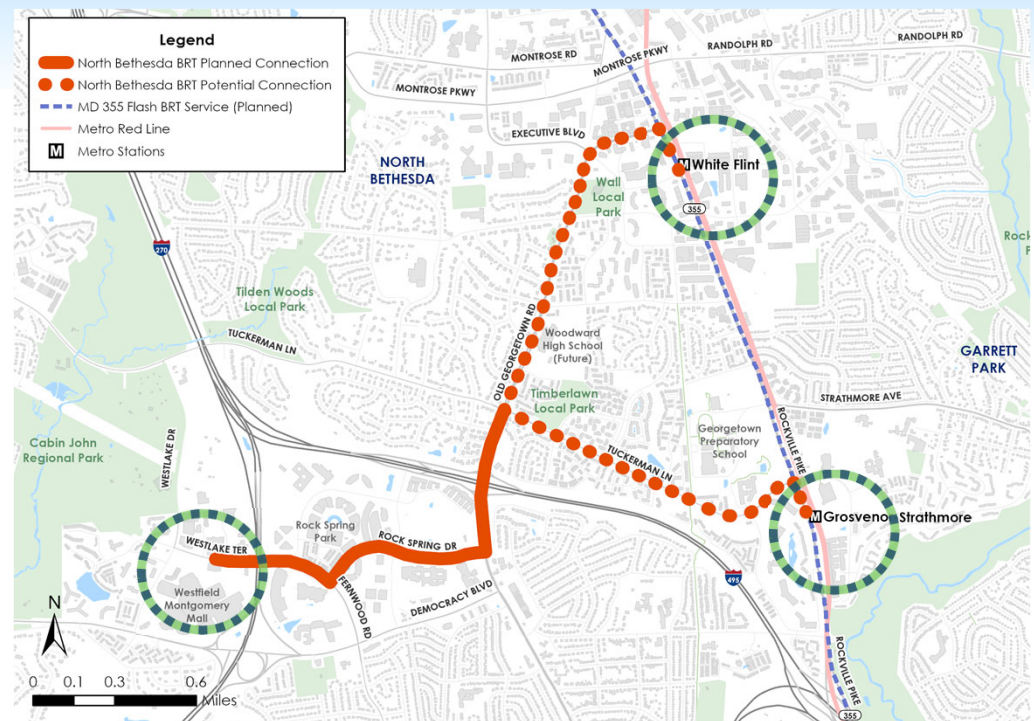 Legend
North Bethesda BRT Planned Connection
North Bethesda BRT Potential Connection
MD 355 Flash BRT Service (Planned)
Metro Red Line
M Metro Stations
MONTROSE RD
RANDOLPH RD
RANDOLPH RD
MONTROSE PKWY
MONTROSE PKWY
EXECUTIVE BLVD
NORTH
BETHESDA
M White Flint
Wall
Local
Park
355
270
Tilden Woods
Local Park
TUCKERMAN LN
OLD GEORGETOWN RD
Woodward
High School
(Future)
GARRETT
PARK
Timberlawn
Local Park
STRATHMORE AVE
ROCKVILLE PIKE
Georgetown
Preparatory
School
Cabin John
Regional Park
WESTLAKE DR
TUCKERMAN LN
M Grosvenor-Strathmore
Rock Spring
Park
ROCK SPRING DR
WESTLAKE TER
Westfield
Montgomery
Mall
FERNWOOD RD
DEMOCRACY BLVD
495
N
ROCKVILLE PIKE
0 0.1 0.3 0.6
Miles
355